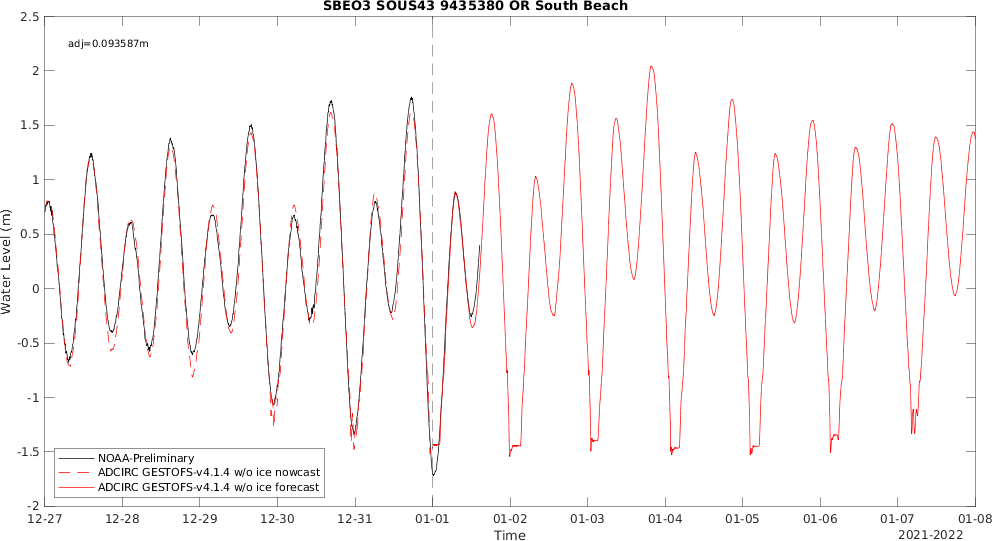 SBEO3 SOUS43 9435380 OR South Beach
adj=0.093587m
2.5
2
1.5
1
0.5
0
-0.5
-1
-1.5
-2
Water Level (m)
NOAA-Preliminary
ADCIRC GESTOFS-v4.1.4 w/o ice nowcast
ADCIRC GESTOFS-v4.1.4 w/o ice forecast
12-27 12-28 12-29 12-30 12-31 01-01 01-02 01-03 01-04 01-05 01-06 01-07 01-08
Time
2021-2022